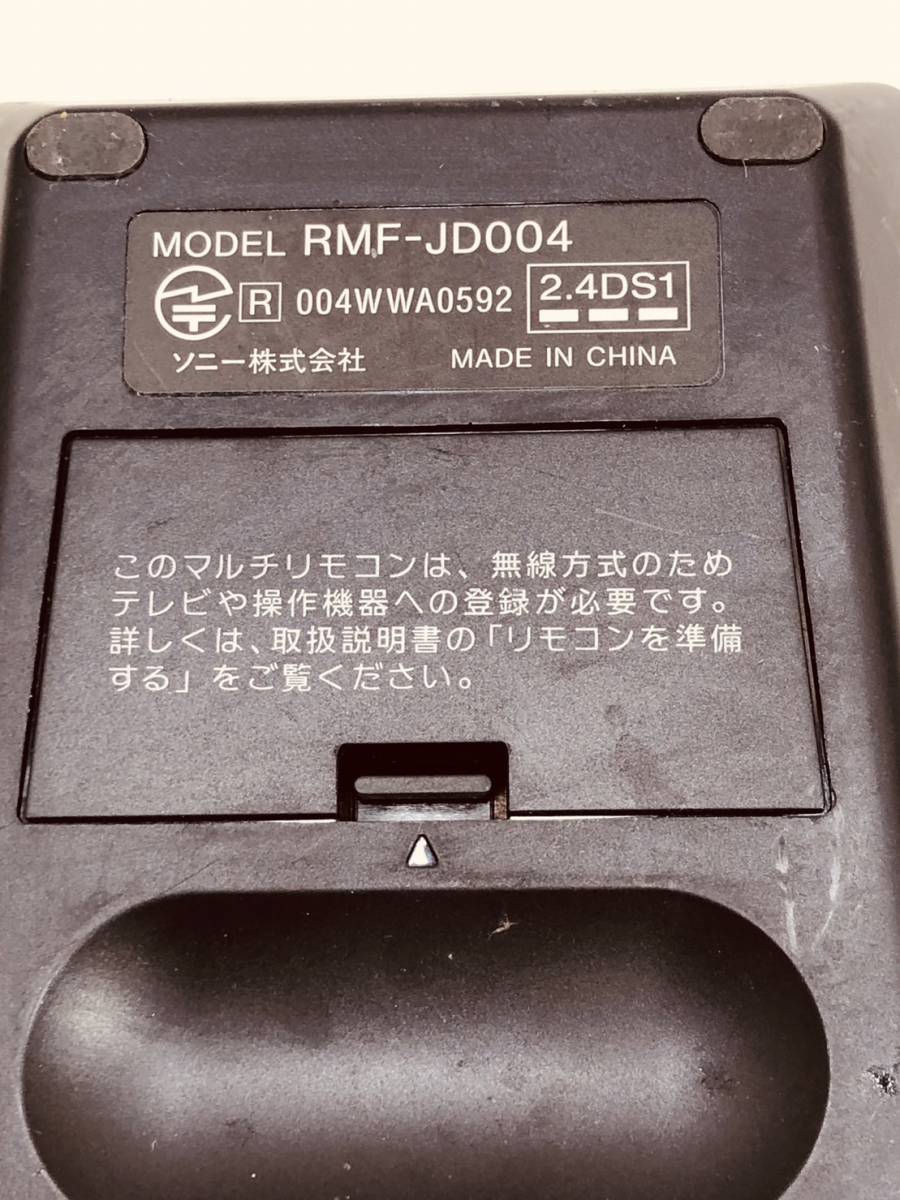 MODEL RMF-JD004
R 004WWA0592 2.4DS1
ソニー株式会社 MADE IN CHINA
このマルチリモコンは、無線方式のため
テレビや操作機器への登録が必要です。
詳しくは、取扱説明書の「リモコンを準備
する」をご覧ください。